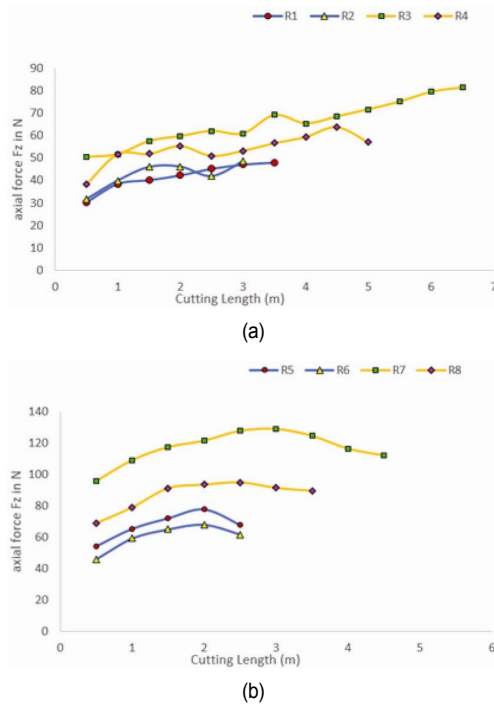 R1 R2 R3 R4
90
80
70
60
50
40
30
20
10
0
axial force Fz in N
0 1 2 3 4 5 6 7
Cutting Length (m)
(a)
R5 R6 R7 R8
140
120
100
80
60
40
20
0
axial force Fz in N
0 1 2 3 4 5 6
Cutting Length (m)
(b)